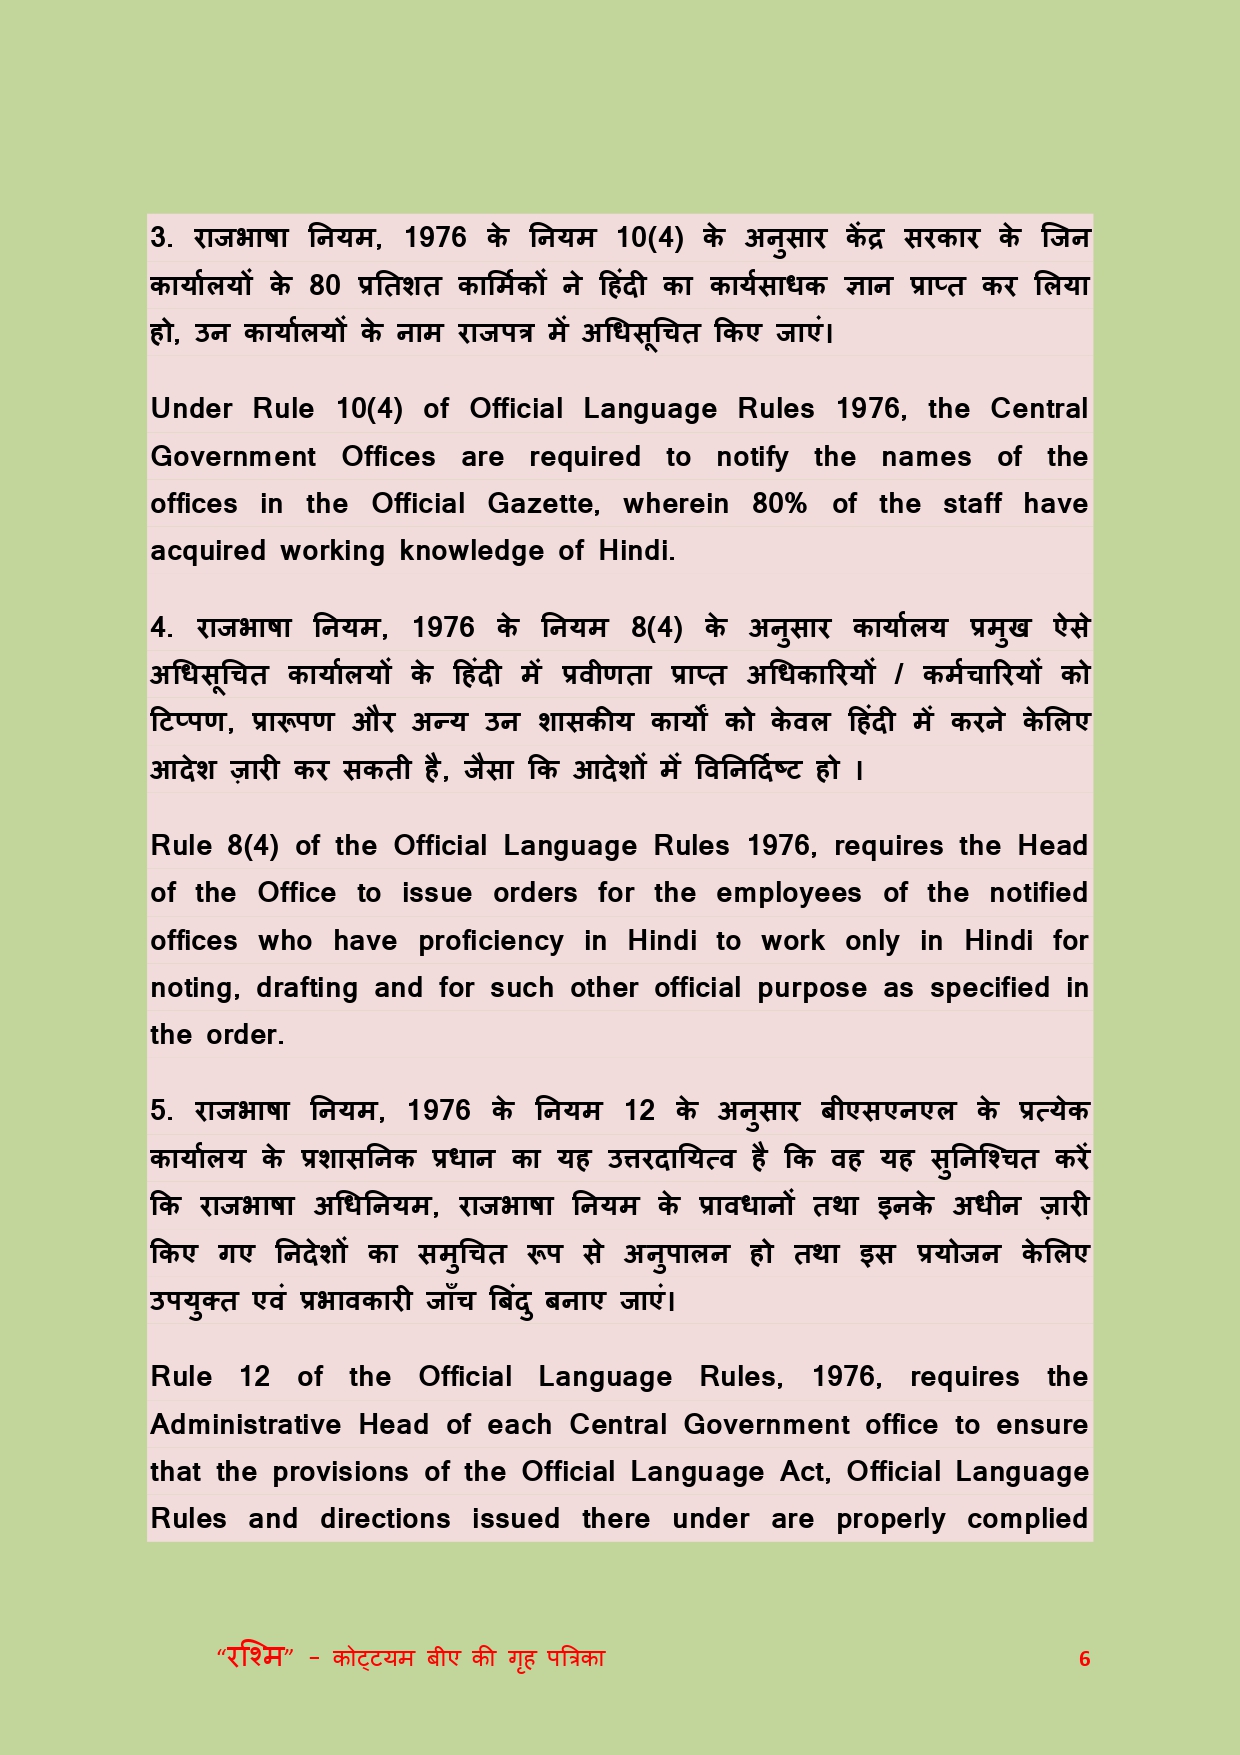 3. राजभाषा नियम, 1976 के नियम 10(4) के अनुसार केंद्र सरकार के जिन
कार्यालयों के 80 प्रतिशत कार्मिकों ने हिंदी का कार्यसाधक ज्ञान प्राप्त कर लिया
हो, उन कार्यालयों के नाम राजपत्र में अधिसूचित किए जाएं।
Under Rule 10(4) of Official Language Rules 1976, the Central
Government Offices are required to notify the names of the
offices in the Official Gazette, wherein 80% of the staff have
acquired working knowledge of Hindi.
4. राजभाषा नियम, 1976 के नियम 8(4) के अनुसार कार्यालय प्रमुख ऐसे
अधिसूचित कार्यालयों के हिंदी में प्रवीणता प्राप्त अधिकारियों / कर्मचारियों को
टिप्पण, प्रारूपण और अन्य उन शासकीय कार्यों को केवल हिंदी में करने केलिए
आदेश ज़ारी कर सकती है, जैसा कि आदेशों में विनिर्दिष्ट हो ।
Rule 8(4) of the Official Language Rules 1976, requires the Head
of the Office to issue orders for the employees of the notified
offices who have proficiency in Hindi to work only in Hindi for
noting, drafting and for such other official purpose as specified in
the order.
5. राजभाषा नियम, 1976 के नियम 12 के अनुसार बीएसएनएल के प्रत्येक
कार्यालय के प्रशासनिक प्रधान का यह उत्तरदायित्व है कि वह यह सुनिश्चित करें
कि राजभाषा अधिनियम, राजभाषा नियम के प्रावधानों तथा इनके अधीन ज़ारी
किए गए निदेशों का समुचित रूप से अनुपालन हो तथा इस प्रयोजन केलिए
उपयुक्त एवं प्रभावकारी जाँच बिंदु बनाए जाएं।
Rule 12 of the Official Language Rules, 1976, requires the
Administrative Head of each Central Government office to ensure
that the provisions of the Official Language Act, Official Language
Rules and directions issued there under are properly complied
“रश्मि” – कोट्टयम बीए की गृह पत्रिका 6